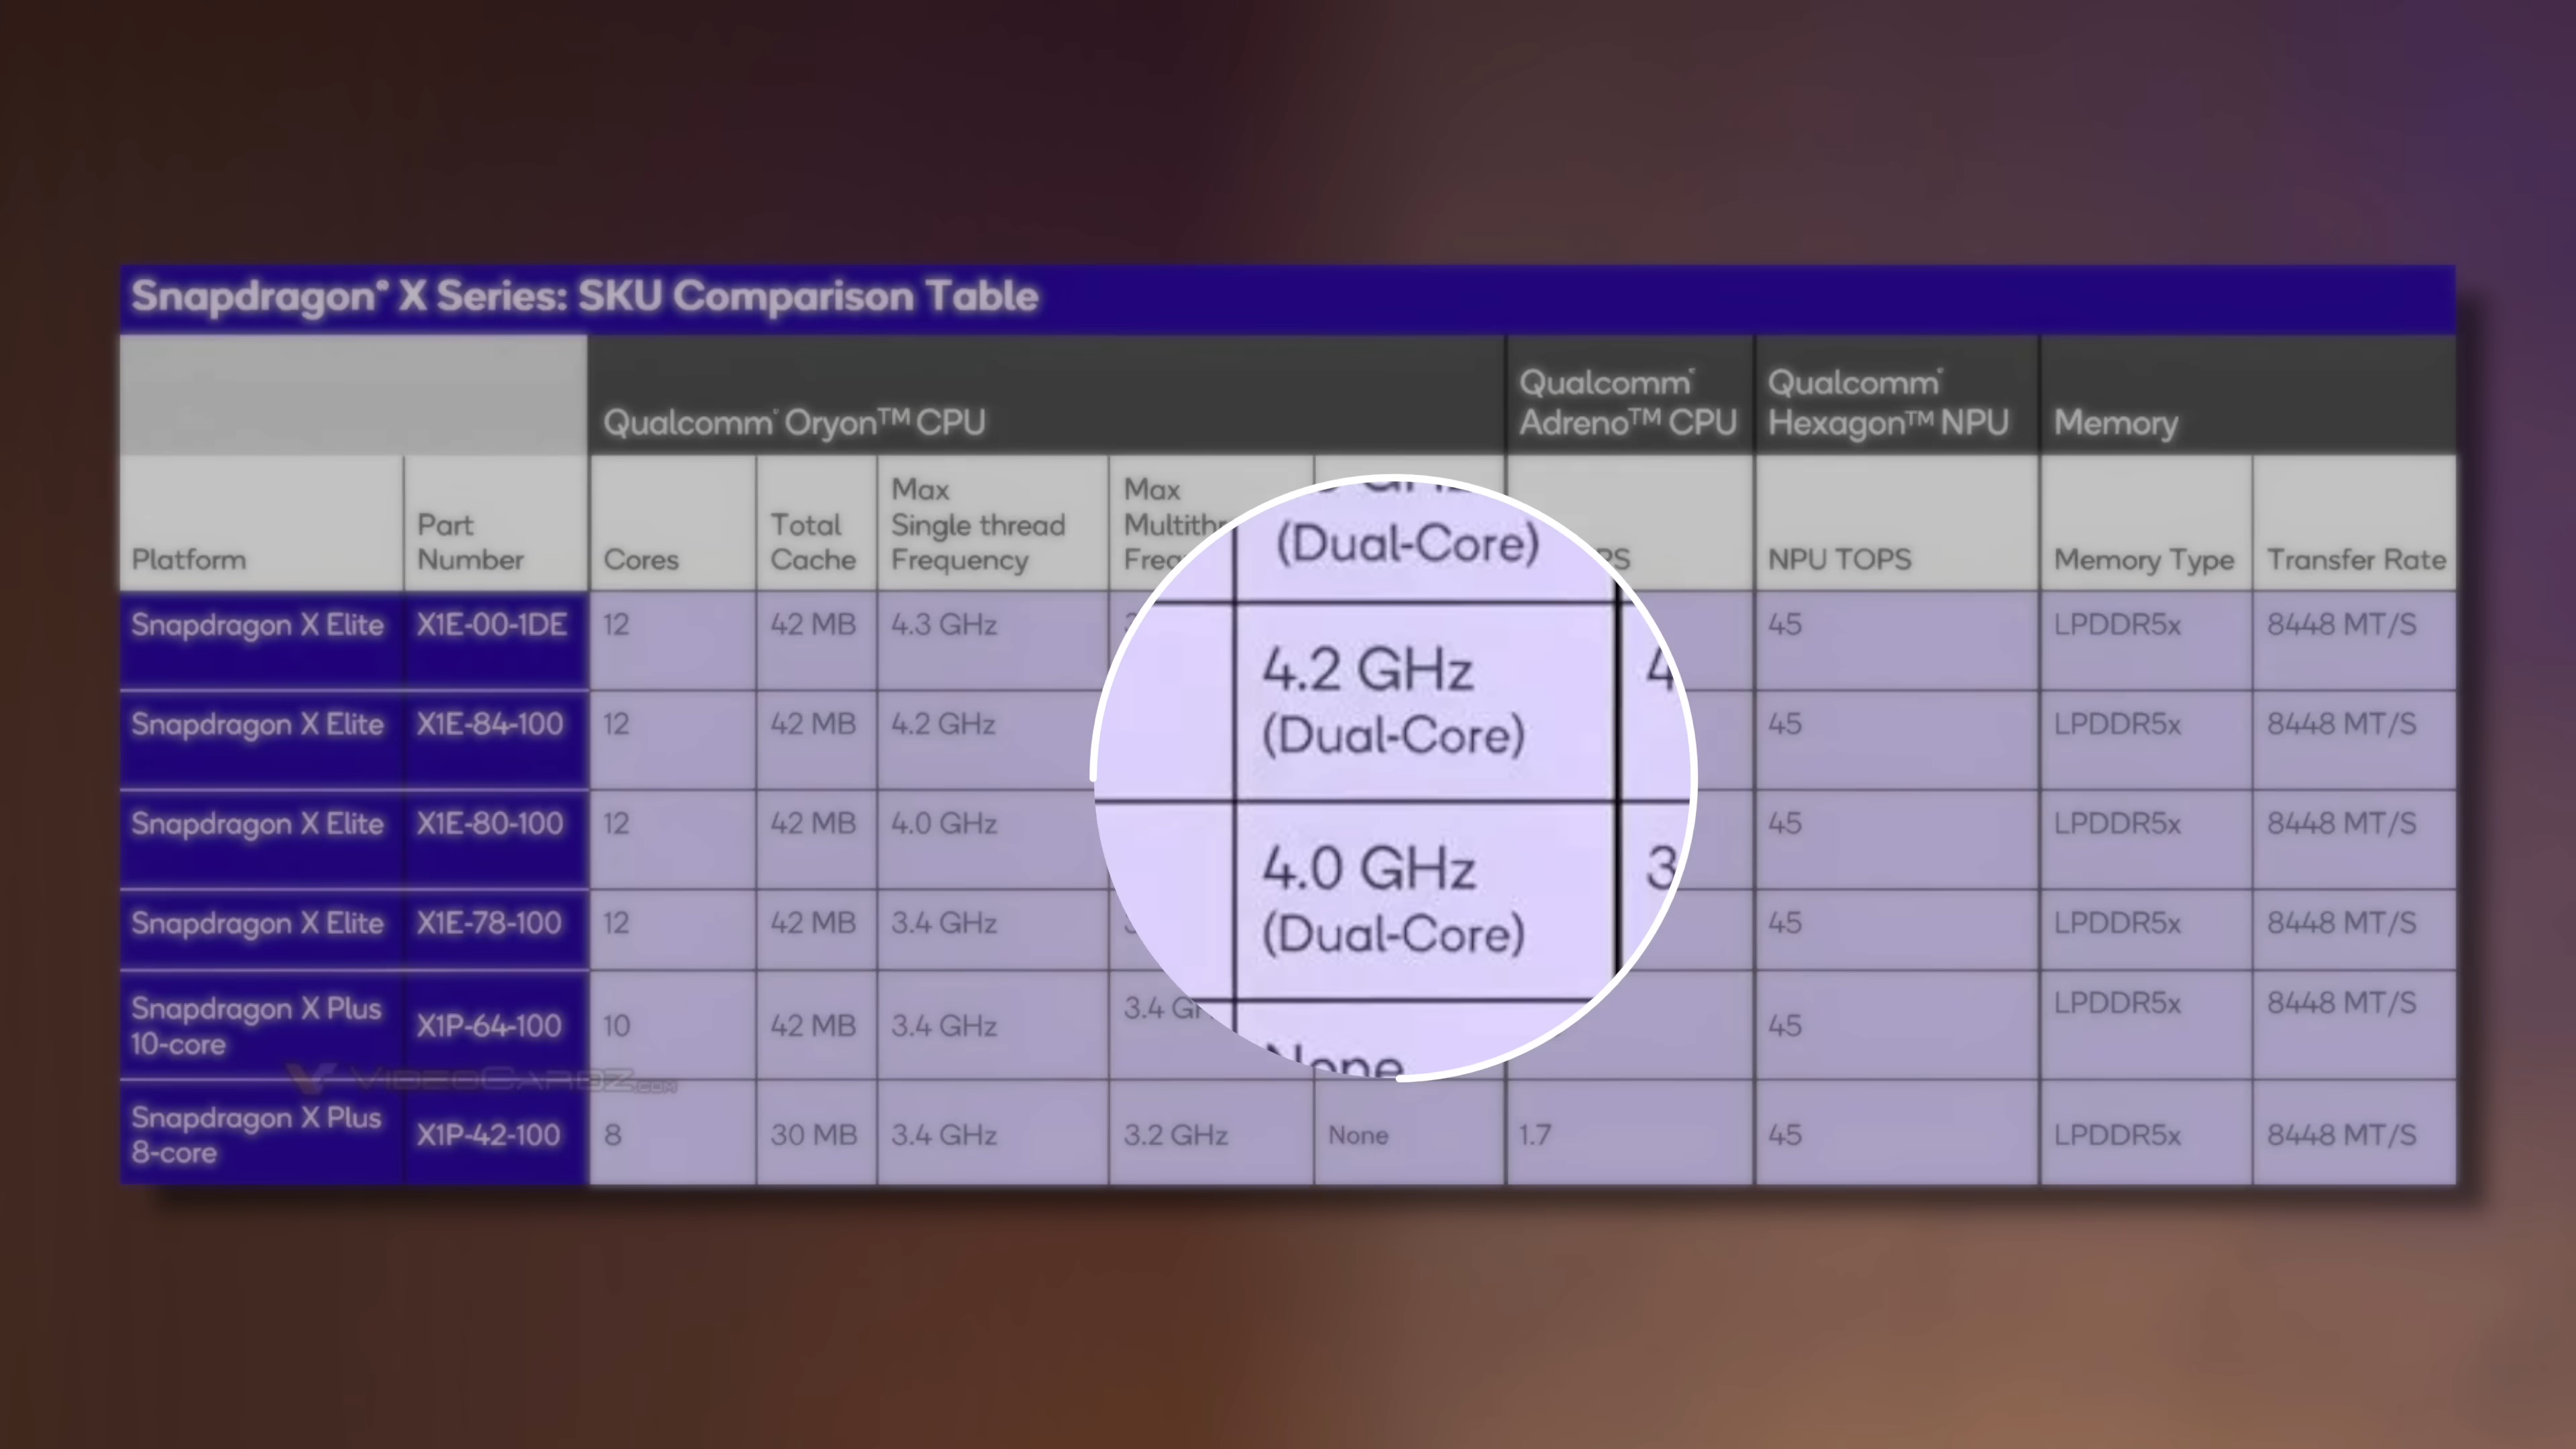 Snapdragon® X Series: SKU Comparison Table
Qualcomm® Oryon™ CPU
Qualcomm® Adreno™ CPU
Qualcomm® Hexagon™ NPU
Memory
Platform
Part Number
Cores
Total Cache
Max Single thread Frequency
Max
NPU TOPS
Memory Type
Transfer Rate
Snapdragon X Elite X1E-00-1DE 12 42 MB 4.3 GHz 45 LPDDR5x 8448 MT/S
Snapdragon X Elite X1E-84-100 12 42 MB 4.2 GHz 45 LPDDR5x 8448 MT/S
Snapdragon X Elite X1E-80-100 12 42 MB 4.0 GHz 45 LPDDR5x 8448 MT/S
Snapdragon X Elite X1E-78-100 12 42 MB 3.4 GHz 45 LPDDR5x 8448 MT/S
Snapdragon X Plus 10-core X1P-64-100 10 42 MB 3.4 GHz 3.4 45 LPDDR5x 8448 MT/S
Snapdragon X Plus 8-core X1P-42-100 8 30 MB 3.4 GHz 3.2 GHz None 1.7 45 LPDDR5x 8448 MT/S
(Dual-Core)
4.2 GHz
(Dual-Core)
4.0 GHz
(Dual-Core)
None
VIDEOCARDZ.COM